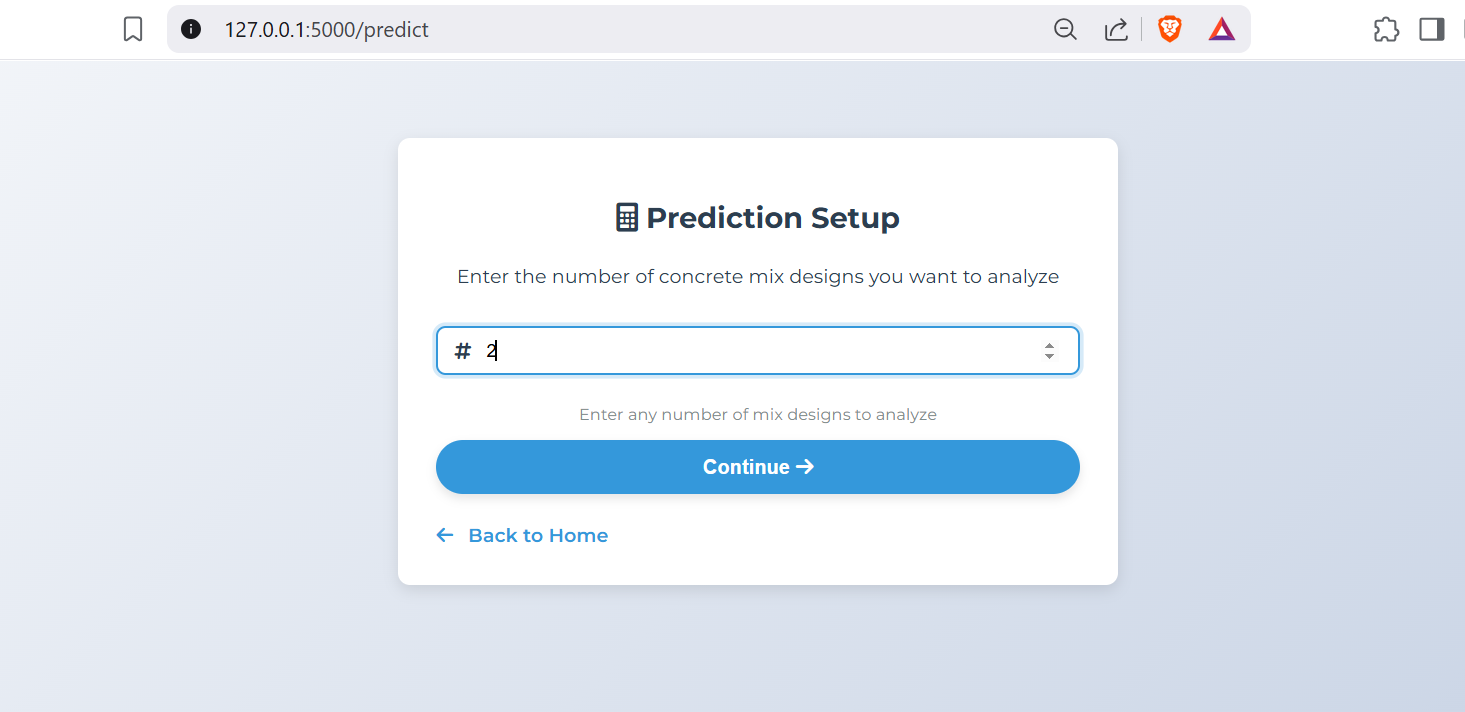 127.0.0.1:5000/predict
Prediction Setup
Enter the number of concrete mix designs you want to analyze
# 2
Enter any number of mix designs to analyze
Continue →
← Back to Home